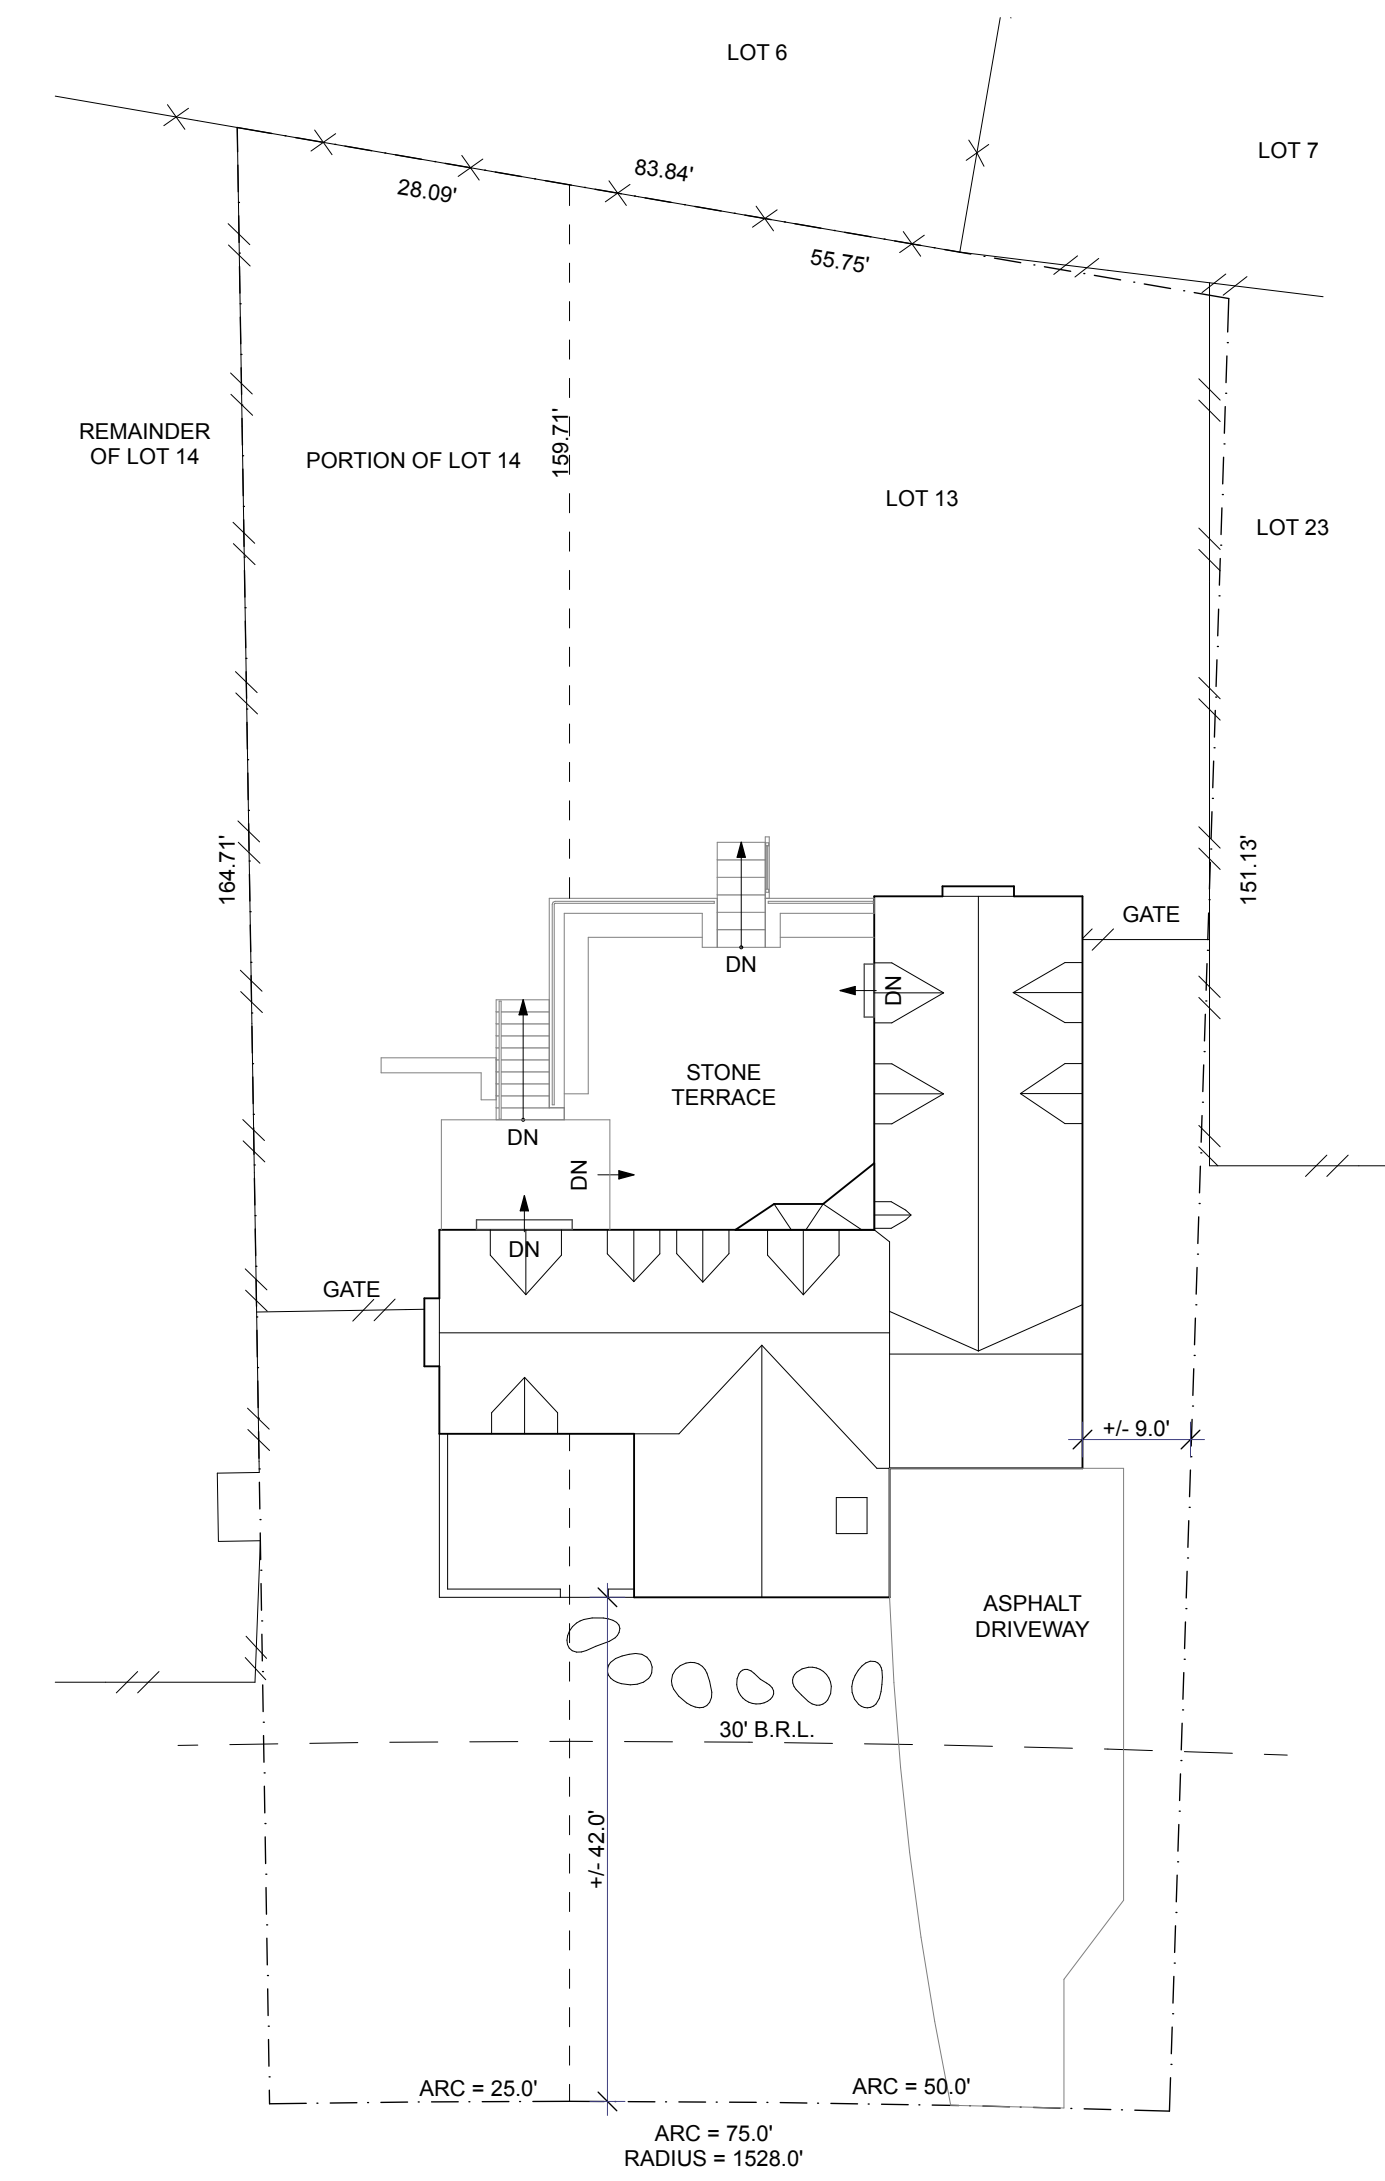 LOT 6
LOT 7
83.84'
28.09'
55.75'
159.71'
REMAINDER
OF LOT 14
PORTION OF LOT 14
LOT 13
LOT 23
164.71'
151.13'
GATE
DN
DN
STONE
TERRACE
DN
DN
DN
GATE
+/- 9.0'
ASPHALT
DRIVEWAY
30' B.R.L.
+/- 42.0'
ARC = 25.0'
ARC = 50.0'
ARC = 75.0'
RADIUS = 1528.0'